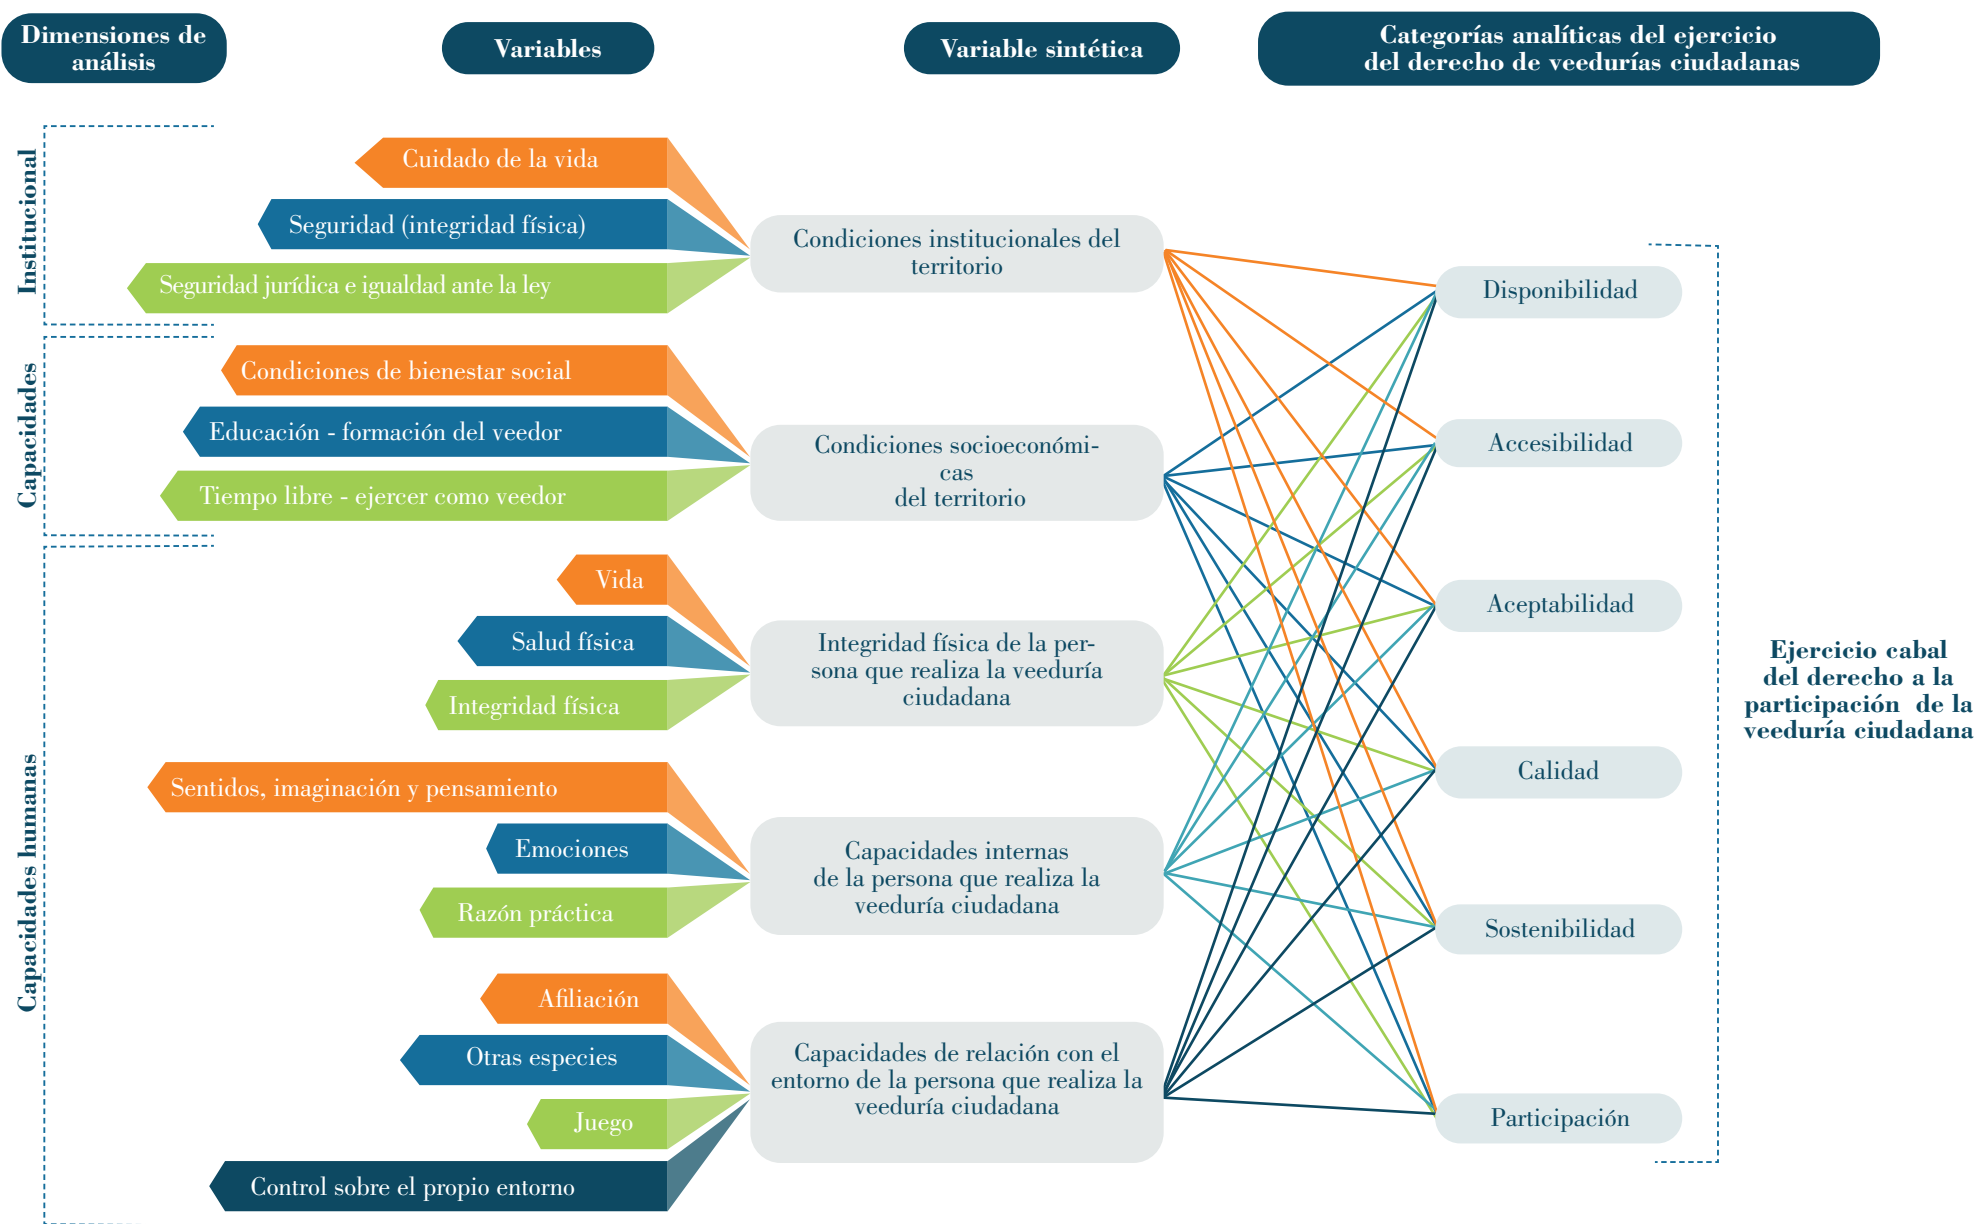 Dimensiones de
análisis
Variables
Variable sintética
Categorías analíticas del ejercicio
del derecho de veedurías ciudadanas
Institucional
Cuidado de la vida
Seguridad (integridad física)
Seguridad jurídica e igualdad ante la ley
Condiciones institucionales del
territorio
Capacidades
Condiciones de bienestar social
Educación - formación del veedor
Tiempo libre - ejercer como veedor
Condiciones socioeconómi-
cas
del territorio
Capacidades humanas
Vida
Salud física
Integridad física
Integridad física de la per-
sona que realiza la veeduría
ciudadana
Sentidos, imaginación y pensamiento
Emociones
Razón práctica
Capacidades internas
de la persona que realiza la
veeduría ciudadana
Afiliación
Otras especies
Juego
Control sobre el propio entorno
Capacidades de relación con el
entorno de la persona que realiza la
veeduría ciudadana
Disponibilidad
Accesibilidad
Aceptabilidad
Calidad
Sostenibilidad
Participación
Ejercicio cabal
del derecho a la
participación de la
veeduría ciudadana